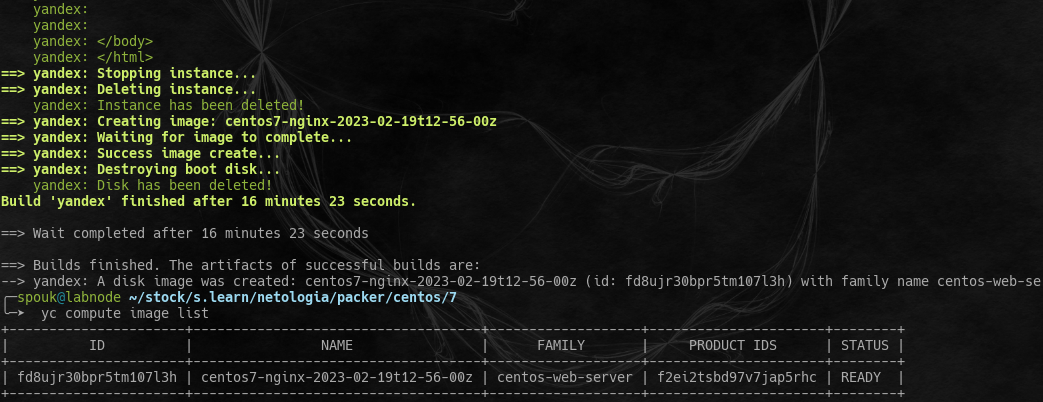 yandex:
yandex:
yandex: </body>
yandex: </html>
==> yandex: Stopping instance...
==> yandex: Deleting instance...
yandex: Instance has been deleted!
==> yandex: Creating image: centos7-nginx-2023-02-19t12-56-00z
==> yandex: Waiting for image to complete...
==> yandex: Success image create...
==> yandex: Destroying boot disk...
yandex: Disk has been deleted!
Build 'yandex' finished after 16 minutes 23 seconds.
==> Wait completed after 16 minutes 23 seconds
==> Builds finished. The artifacts of successful builds are:
--> yandex: A disk image was created: centos7-nginx-2023-02-19t12-56-00z (id: fd8ujr30bpr5tm107l3h) with family name centos-web-se
╭─spouk@labnode ~/stock/s.learn/netologia/packer/centos/7
╰─➤  yc compute image list
+----------------------+------------------------------------+-------------------+----------------------+--------+
| ID | NAME | FAMILY | PRODUCT IDS | STATUS |
+----------------------+------------------------------------+-------------------+----------------------+--------+
| fd8ujr30bpr5tm107l3h | centos7-nginx-2023-02-19t12-56-00z | centos-web-server | f2ei2tsbd97v7jap5rhc | READY |
+----------------------+------------------------------------+-------------------+----------------------+--------+